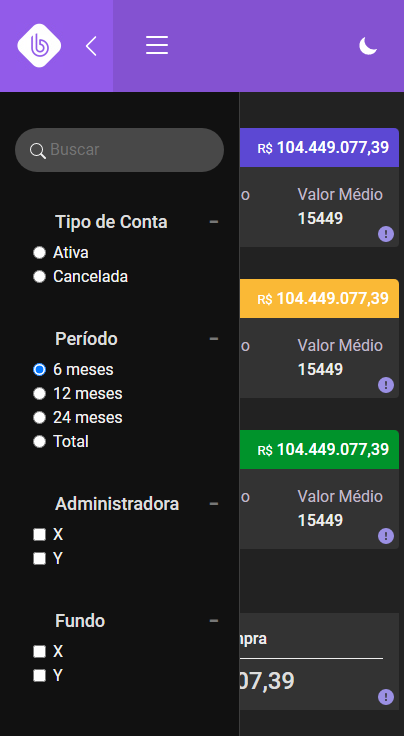 Buscar
Tipo de Conta
Ativa
Cancelada
Período
6 meses
12 meses
24 meses
Total
Administradora
X
Y
Fundo
X
Y
R$ 104.449.077,39
o Valor Médio
15449
!
R$ 104.449.077,39
o Valor Médio
15449
!
R$ 104.449.077,39
o Valor Médio
15449
!
mpra
07,39
!